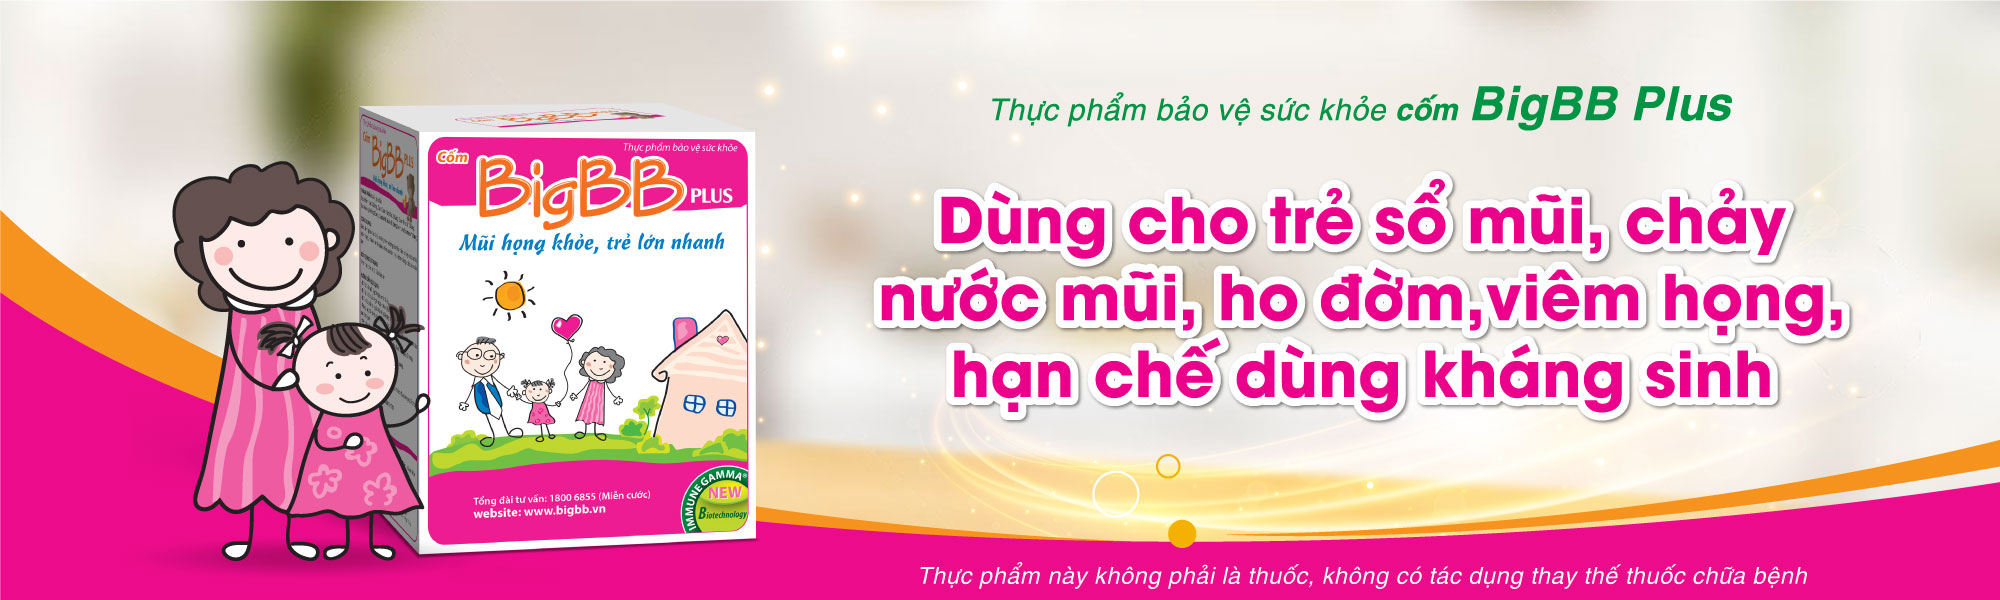 Cốm
Thực phẩm bảo vệ sức khỏe
BigBB PLUS
Mũi họng khỏe, trẻ lớn nhanh
Tổng đài tư vấn: 1800 6855 (Miễn cước)
website: www.bigbb.vn
IMMUNE GAMMA®
NEW
Biotechnology
Cốm
BigBB PLUS
Thực phẩm bảo vệ sức khỏe cốm BigBB Plus
Dùng cho trẻ sổ mũi, chảy
nước mũi, ho đờm,viêm họng,
hạn chế dùng kháng sinh
Thực phẩm này không phải là thuốc, không có tác dụng thay thế thuốc chữa bệnh